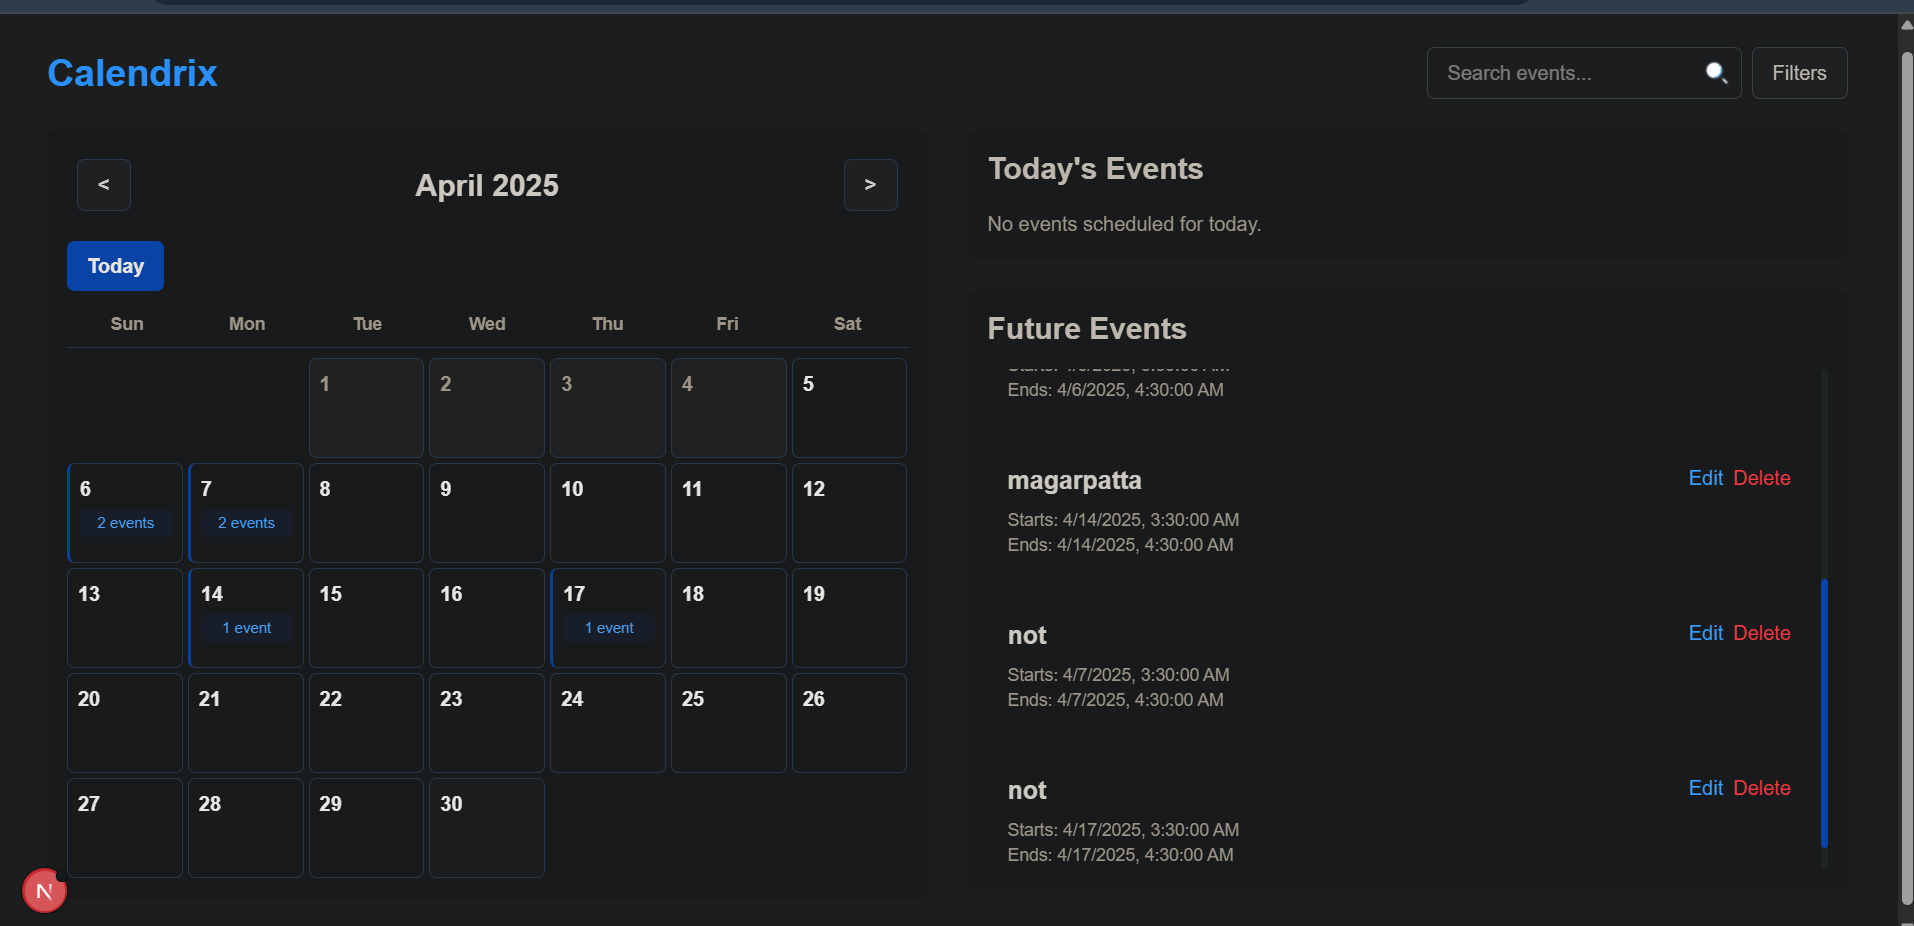 Calendrix
Search events...
Filters
<
April 2025
>
Today
Sun Mon Tue Wed Thu Fri Sat
1 2 3 4 5
6 7 8 9 10 11 12
2 events 2 events
13 14 15 16 17 18 19
1 event 1 event
20 21 22 23 24 25 26
27 28 29 30
N
Today's Events
No events scheduled for today.
Future Events
Ends: 4/6/2025, 4:30:00 AM
magarpatta
Edit Delete
Starts: 4/14/2025, 3:30:00 AM
Ends: 4/14/2025, 4:30:00 AM
not
Edit Delete
Starts: 4/7/2025, 3:30:00 AM
Ends: 4/7/2025, 4:30:00 AM
not
Edit Delete
Starts: 4/17/2025, 3:30:00 AM
Ends: 4/17/2025, 4:30:00 AM